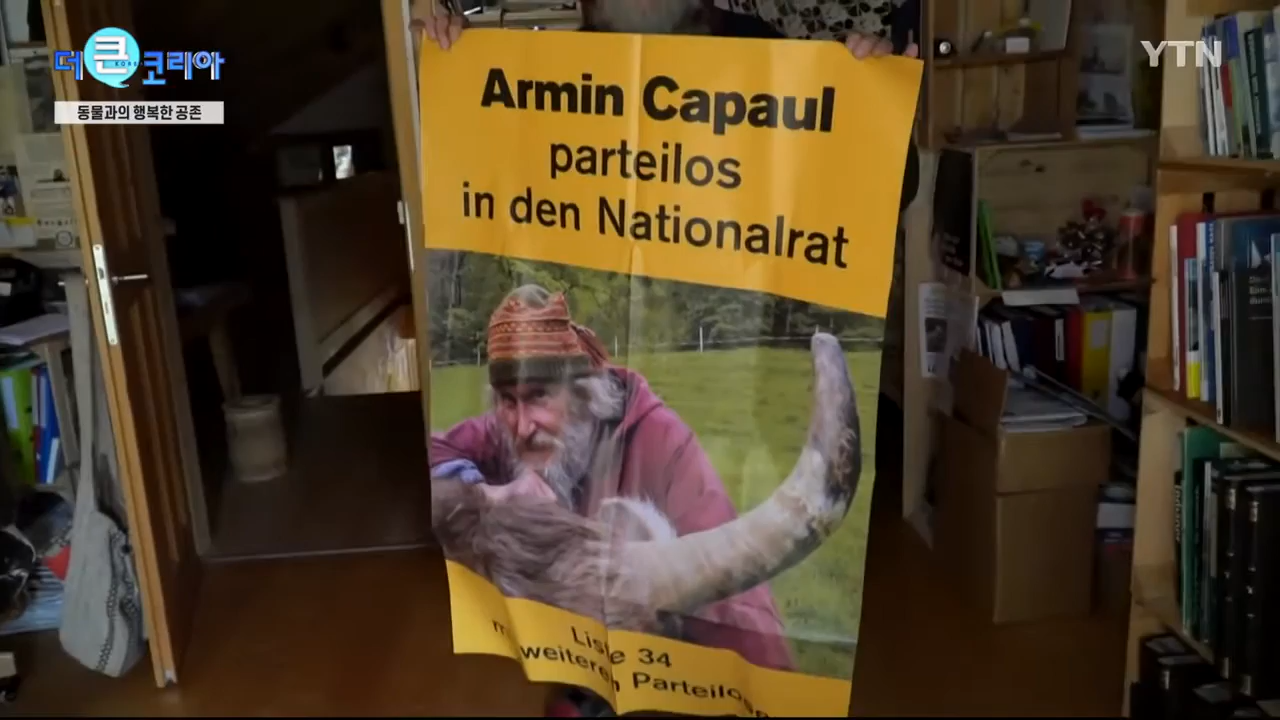 더 큰 코리아
KOREA
동물과의 행복한 공존
YTN
Armin Capaul
parteilos
in den Nationalrat
Liste 34
weiteren Parteilosen